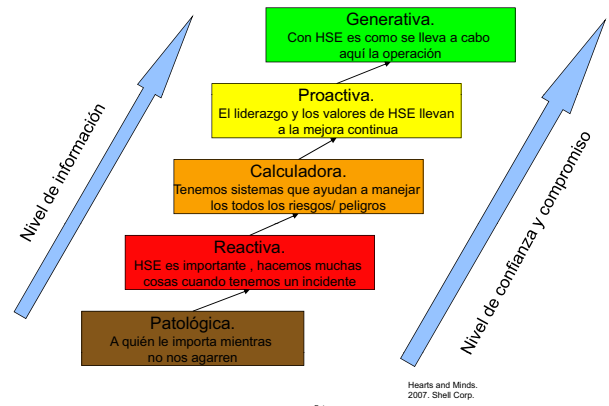 Generativa.
Con HSE es como se lleva a cabo
aquí la operación
Proactiva.
El liderazgo y los valores de HSE llevan
a la mejora continua
Calculadora.
Tenemos sistemas que ayudan a manejar
los todos los riesgos/ peligros
Reactiva.
HSE es importante , hacemos muchas
cosas cuando tenemos un incidente
Patológica.
A quién le importa mientras
no nos agarren
Nivel de información
Nivel de confianza y compromiso
Hearts and Minds.
2007. Shell Corp.